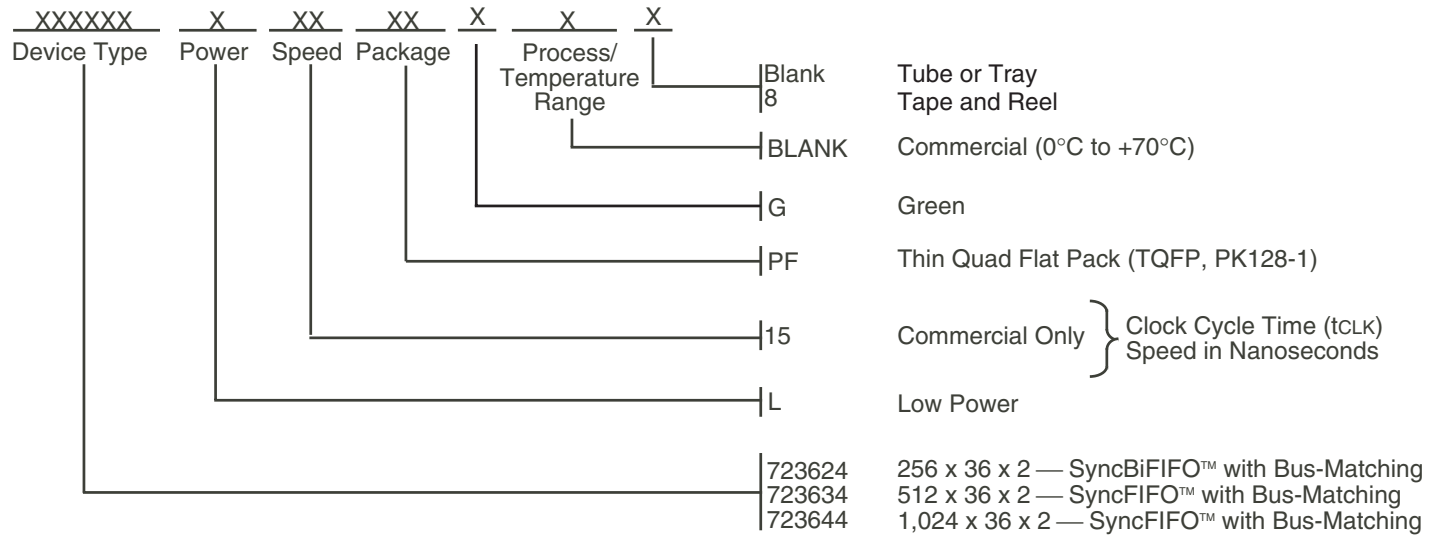 XXXXXX X XX XX X X X
Device Type Power Speed Package Process/
Temperature
Range
Blank Tube or Tray
8 Tape and Reel
BLANK Commercial (0°C to +70°C)
G Green
PF Thin Quad Flat Pack (TQFP, PK128-1)
15 Commercial Only Clock Cycle Time (tCLK)
Speed in Nanoseconds
L Low Power
723624 256 x 36 x 2 — SyncBiFIFO™ with Bus-Matching
723634 512 x 36 x 2 — SyncFIFO™ with Bus-Matching
723644 1,024 x 36 x 2 — SyncFIFO™ with Bus-Matching